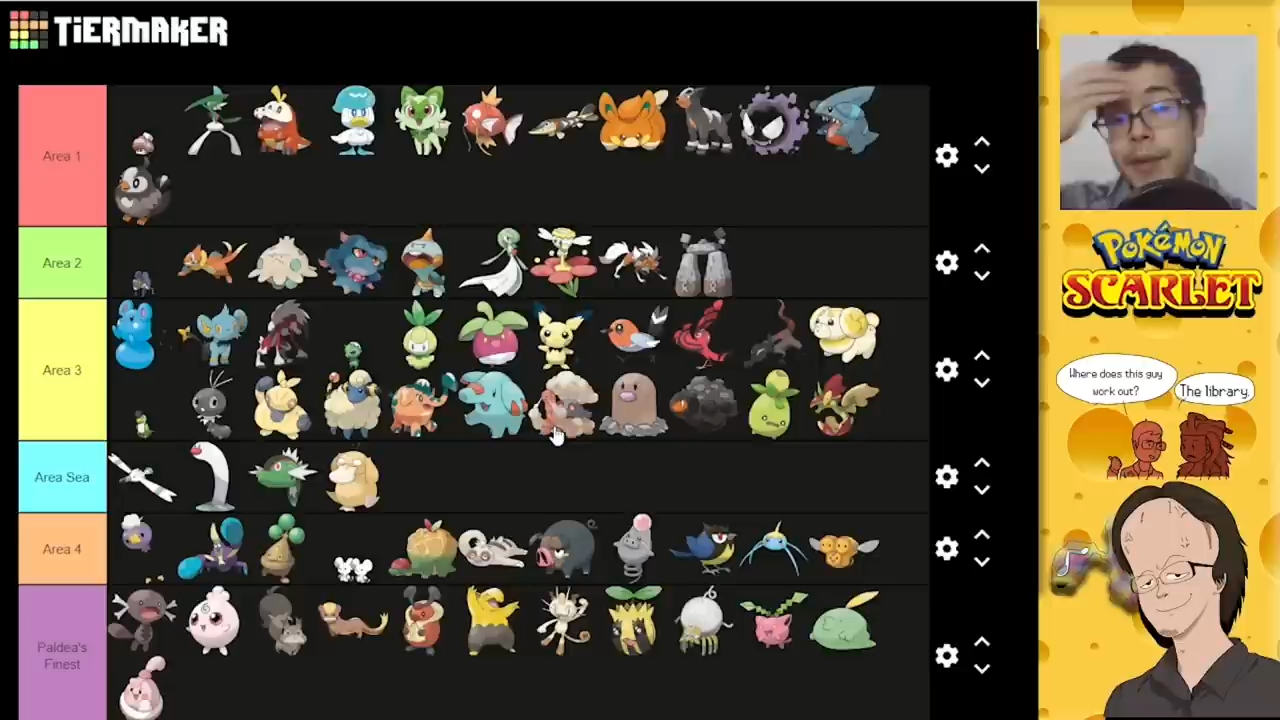 TiERMAKER
Area 1
Area 2
Area 3
Area Sea
Area 4
Paldea's
Finest
POKéMON
SCARLET
Where does this guy
work out?
The library.